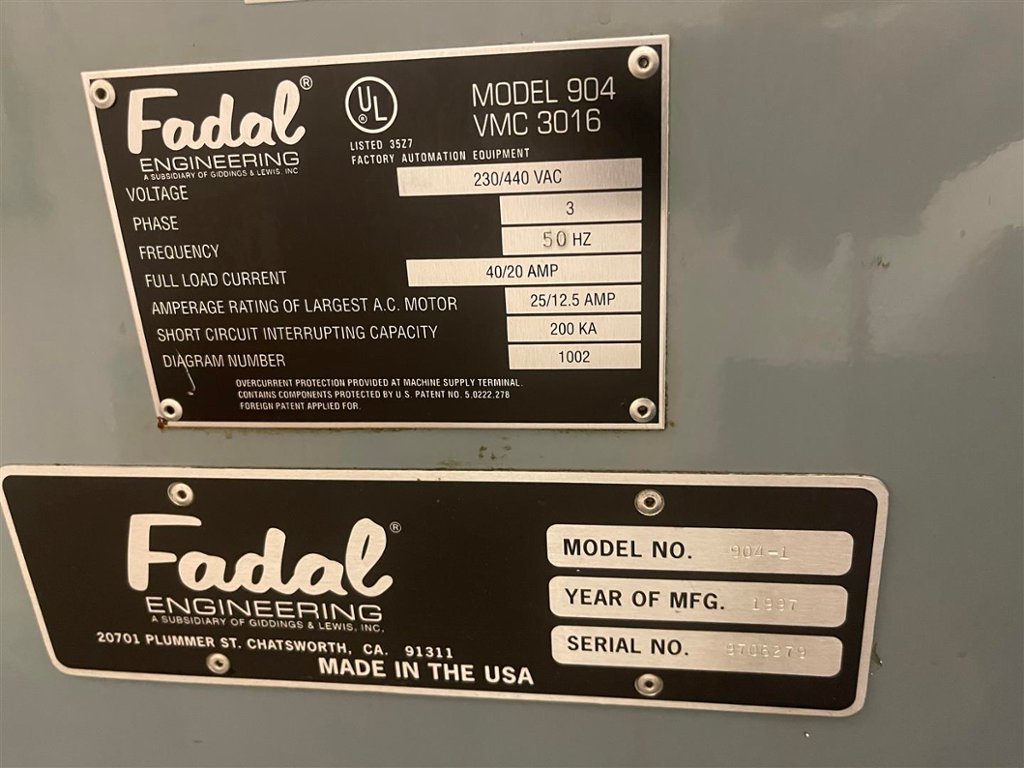 Fadal®
ENGINEERING
A SUBSIDIARY OF GIDDINGS & LEWIS, INC.
UL®
LISTED 35Z7
FACTORY AUTOMATION EQUIPMENT
MODEL 904
VMC 3016
VOLTAGE 230/440 VAC
PHASE 3
FREQUENCY 50 HZ
FULL LOAD CURRENT 40/20 AMP
AMPERAGE RATING OF LARGEST A.C. MOTOR 25/12.5 AMP
SHORT CIRCUIT INTERRUPTING CAPACITY 200 KA
DIAGRAM NUMBER 1002
OVERCURRENT PROTECTION PROVIDED AT MACHINE SUPPLY TERMINAL.
CONTAINS COMPONENTS PROTECTED BY U.S. PATENT NO. 5.0222.278
FOREIGN PATENT APPLIED FOR.
Fadal®
ENGINEERING
A SUBSIDIARY OF GIDDINGS & LEWIS, INC.
20701 PLUMMER ST. CHATSWORTH, CA. 91311
MADE IN THE USA
MODEL NO. 904-1
YEAR OF MFG. 1997
SERIAL NO. 9706279